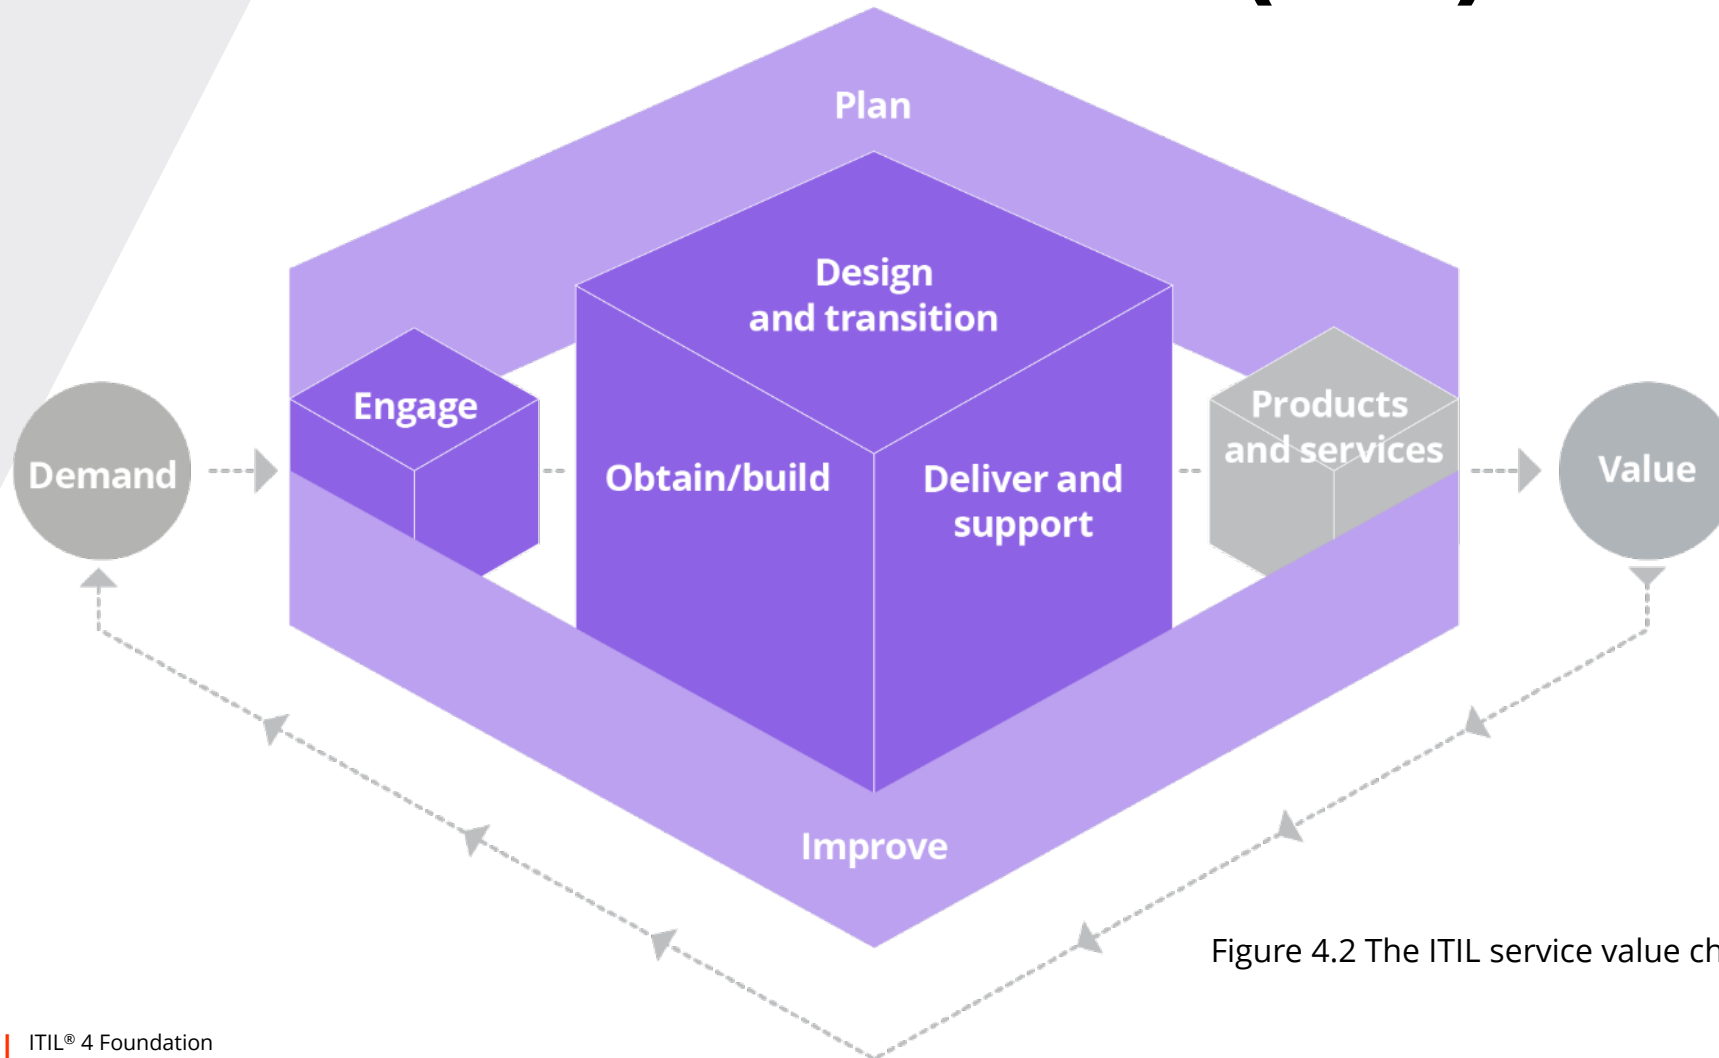 Plan
Design
and transition
Engage
Products
and services
Demand
Obtain/build
Deliver and
support
Value
Improve
Figure 4.2 The ITIL service value ch
ITIL® 4 Foundation